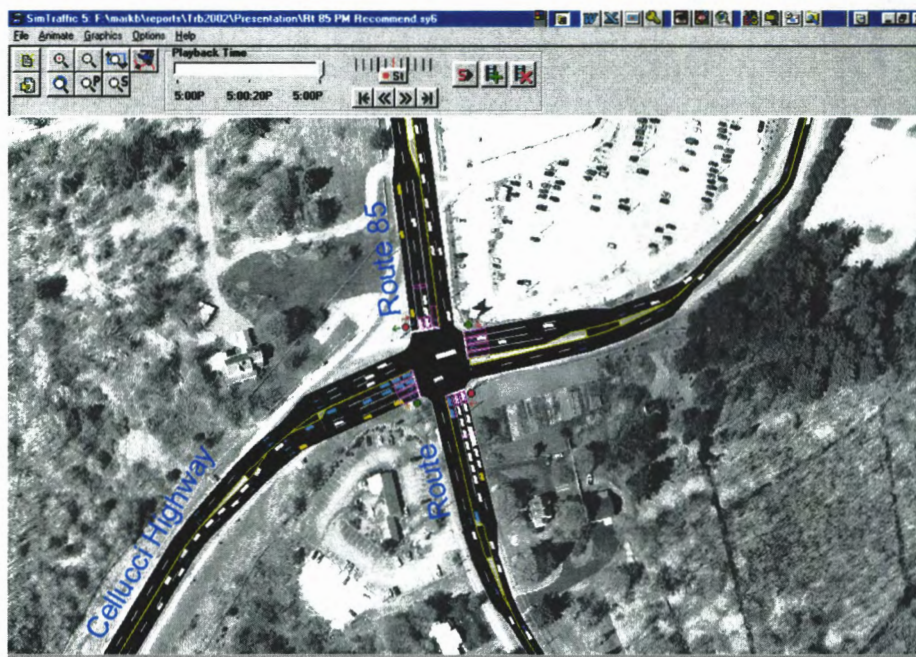 SimTraffic 5: F:\markb\reports\Trb2002\Presentation\Rt 85 PM Recommend.sy6
File Animate Graphics Options Help
Playback Time
St
S
P
S
5:00P 5:00:20P 5:00P
Route 85
Route
Cellucci Highway